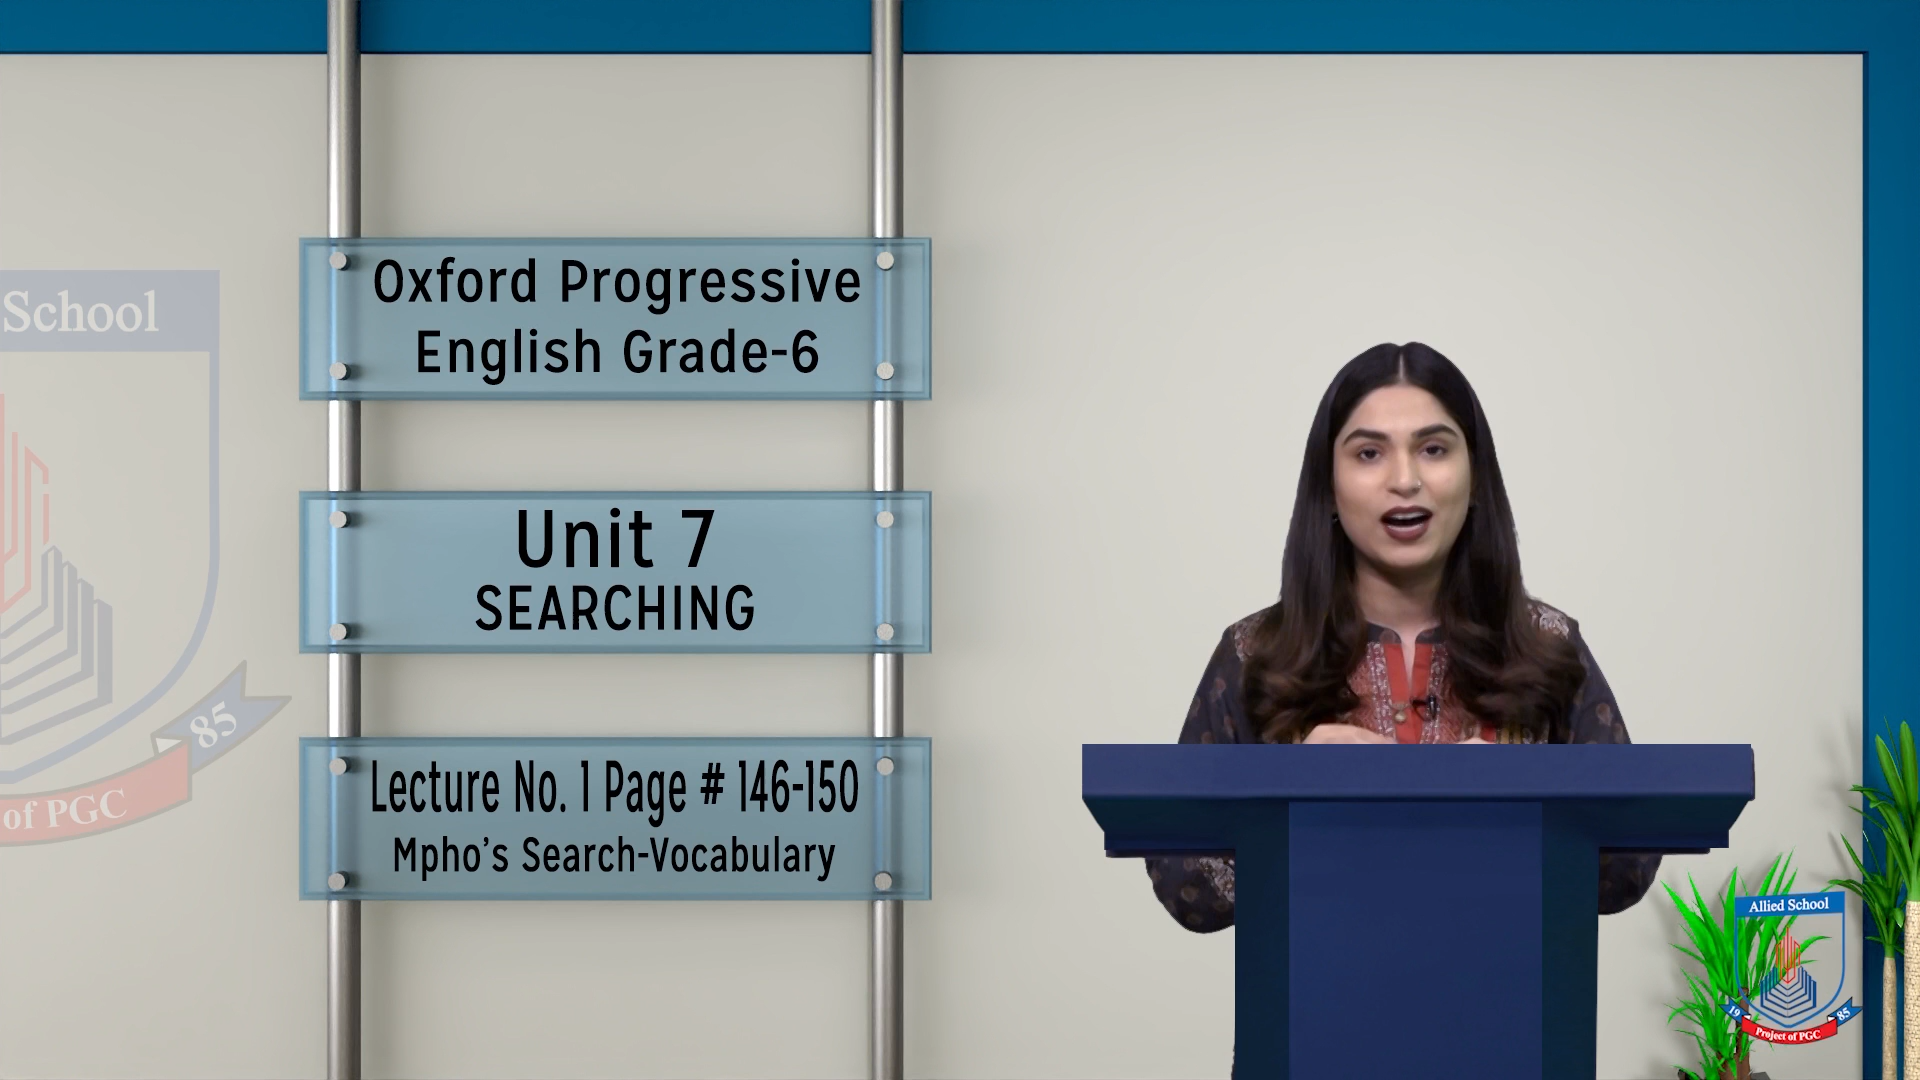 Oxford Progressive
English Grade-6
Unit 7
SEARCHING
Lecture No. 1 Page # 146-150
Mpho's Search-Vocabulary
School
85
of PGC
Allied School
19
85
Project of PGC